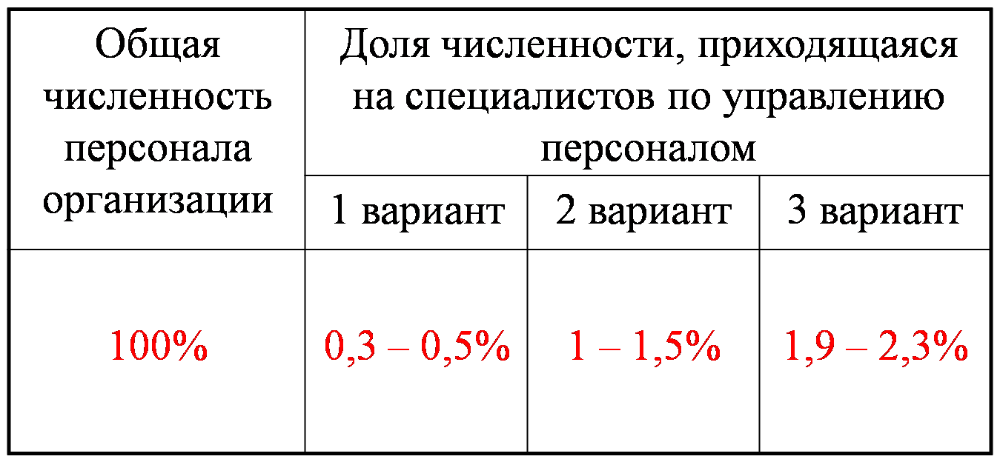 Общая
численность
персонала
организации
Доля численности, приходящаяся
на специалистов по управлению
персоналом
1 вариант
2 вариант
3 вариант
100%
0,3 – 0,5%
1 – 1,5%
1,9 – 2,3%